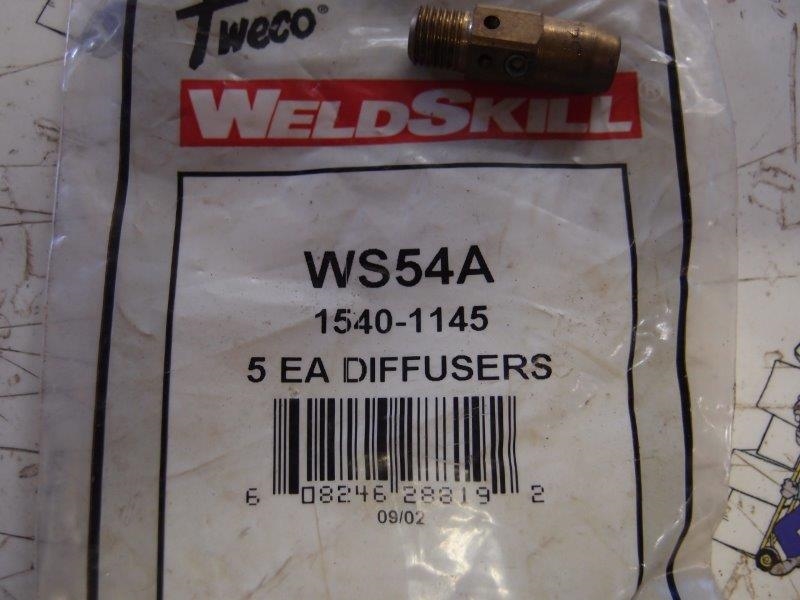 Tweco®
WELDSKILL®
WS54A
1540-1145
5 EA DIFFUSERS
6 08246 28819 2
09/02